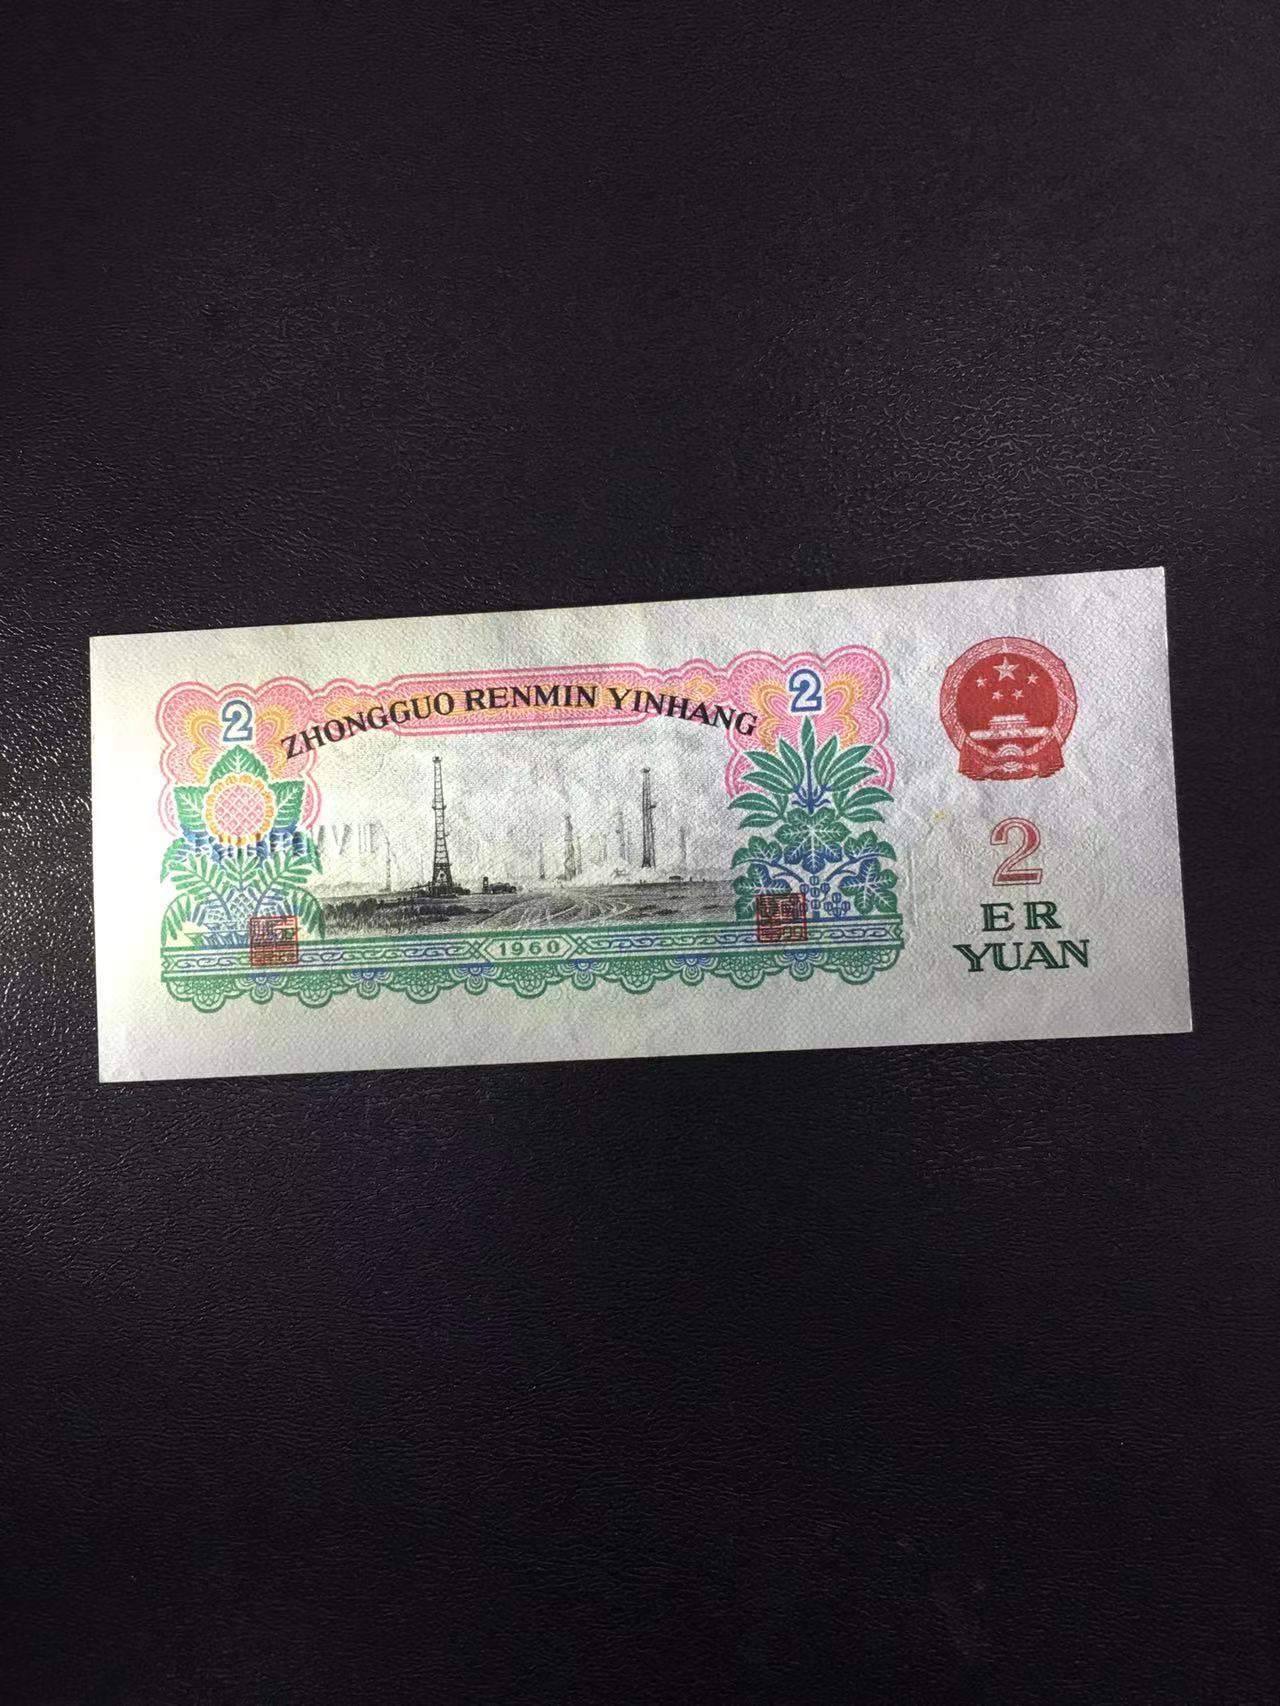 2
ZHONGGUO RENMIN YINHANG
2
1960
2
ER
YUAN